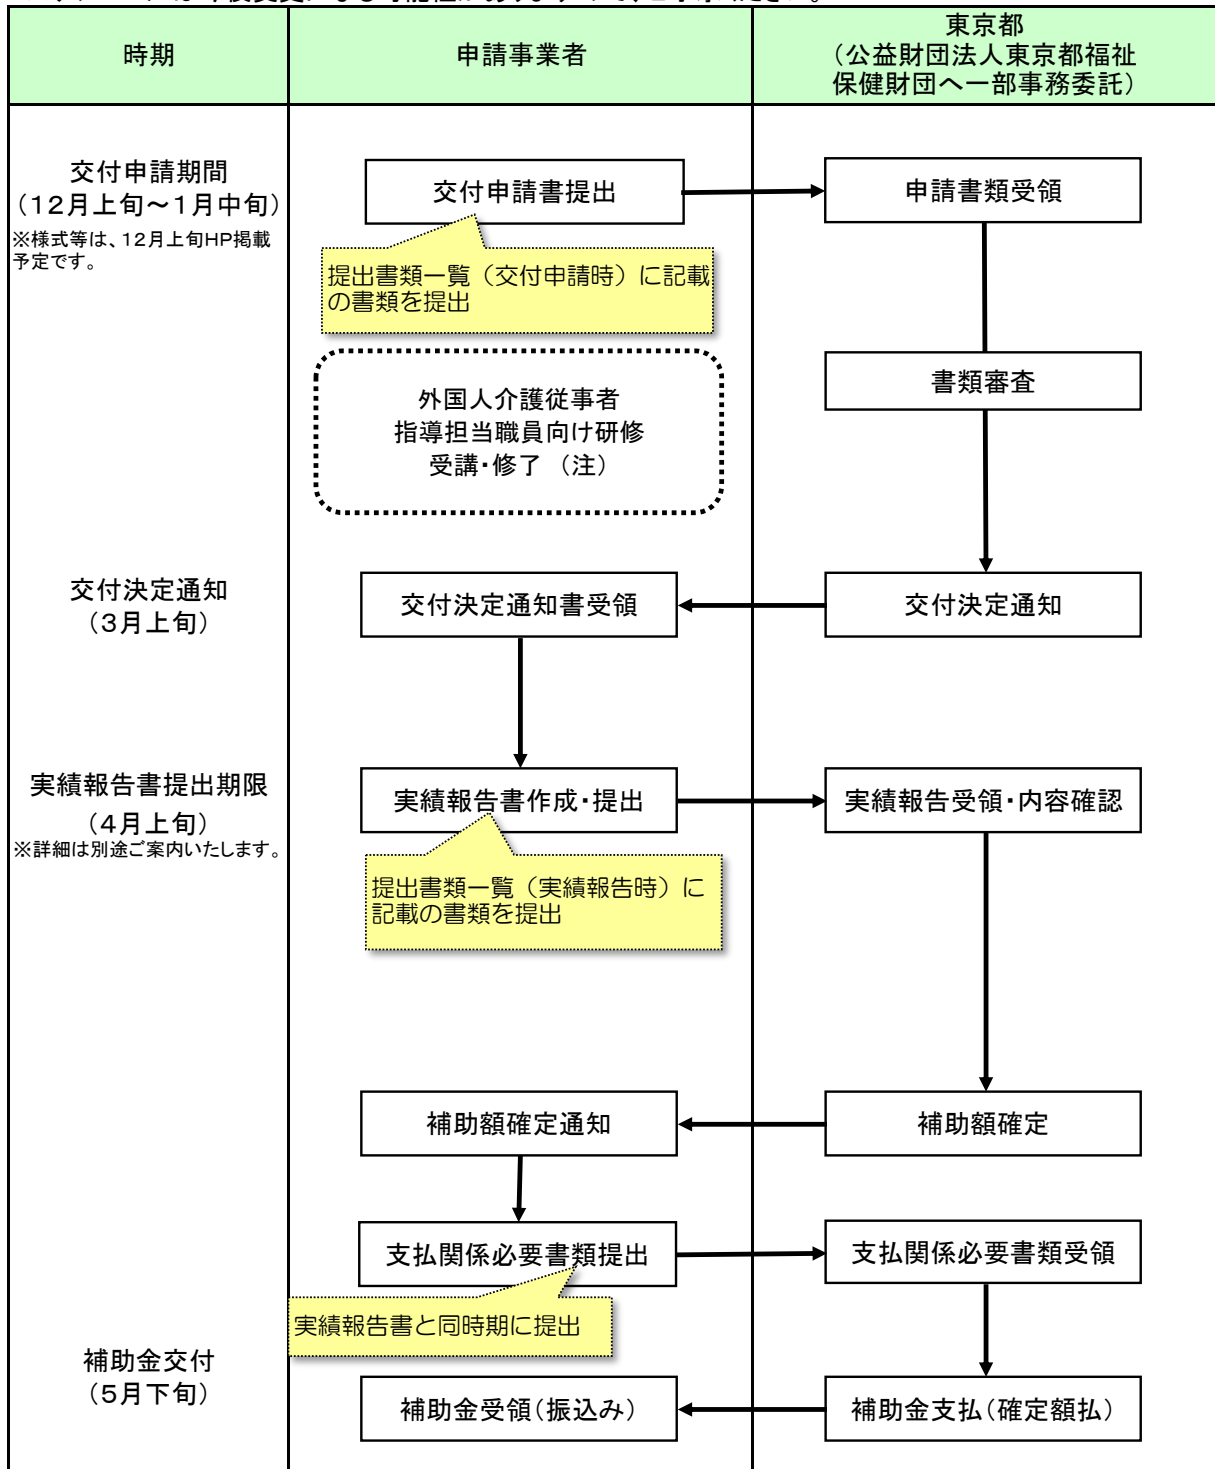 時期
申請事業者
東京都
(公益財団法人東京都福祉
保健財団へ一部事務委託)
交付申請期間
(12月上旬~1月中旬)
※様式等は、12月上旬HP掲載
予定です。
交付申請書提出
申請書類受領
提出書類一覧(交付申請時)に記載
の書類を提出
書類審査
外国人介護従事者
指導担当職員向け研修
受講・修了 (注)
交付決定通知
(3月上旬)
交付決定通知書受領
交付決定通知
実績報告書提出期限
(4月上旬)
※詳細は別途ご案内いたします。
実績報告書作成・提出
実績報告受領・内容確認
提出書類一覧(実績報告時)に
記載の書類を提出
補助額確定通知
補助額確定
支払関係必要書類提出
支払関係必要書類受領
実績報告書と同時期に提出
補助金交付
(5月下旬)
補助金受領(振込み)
補助金支払(確定額払)